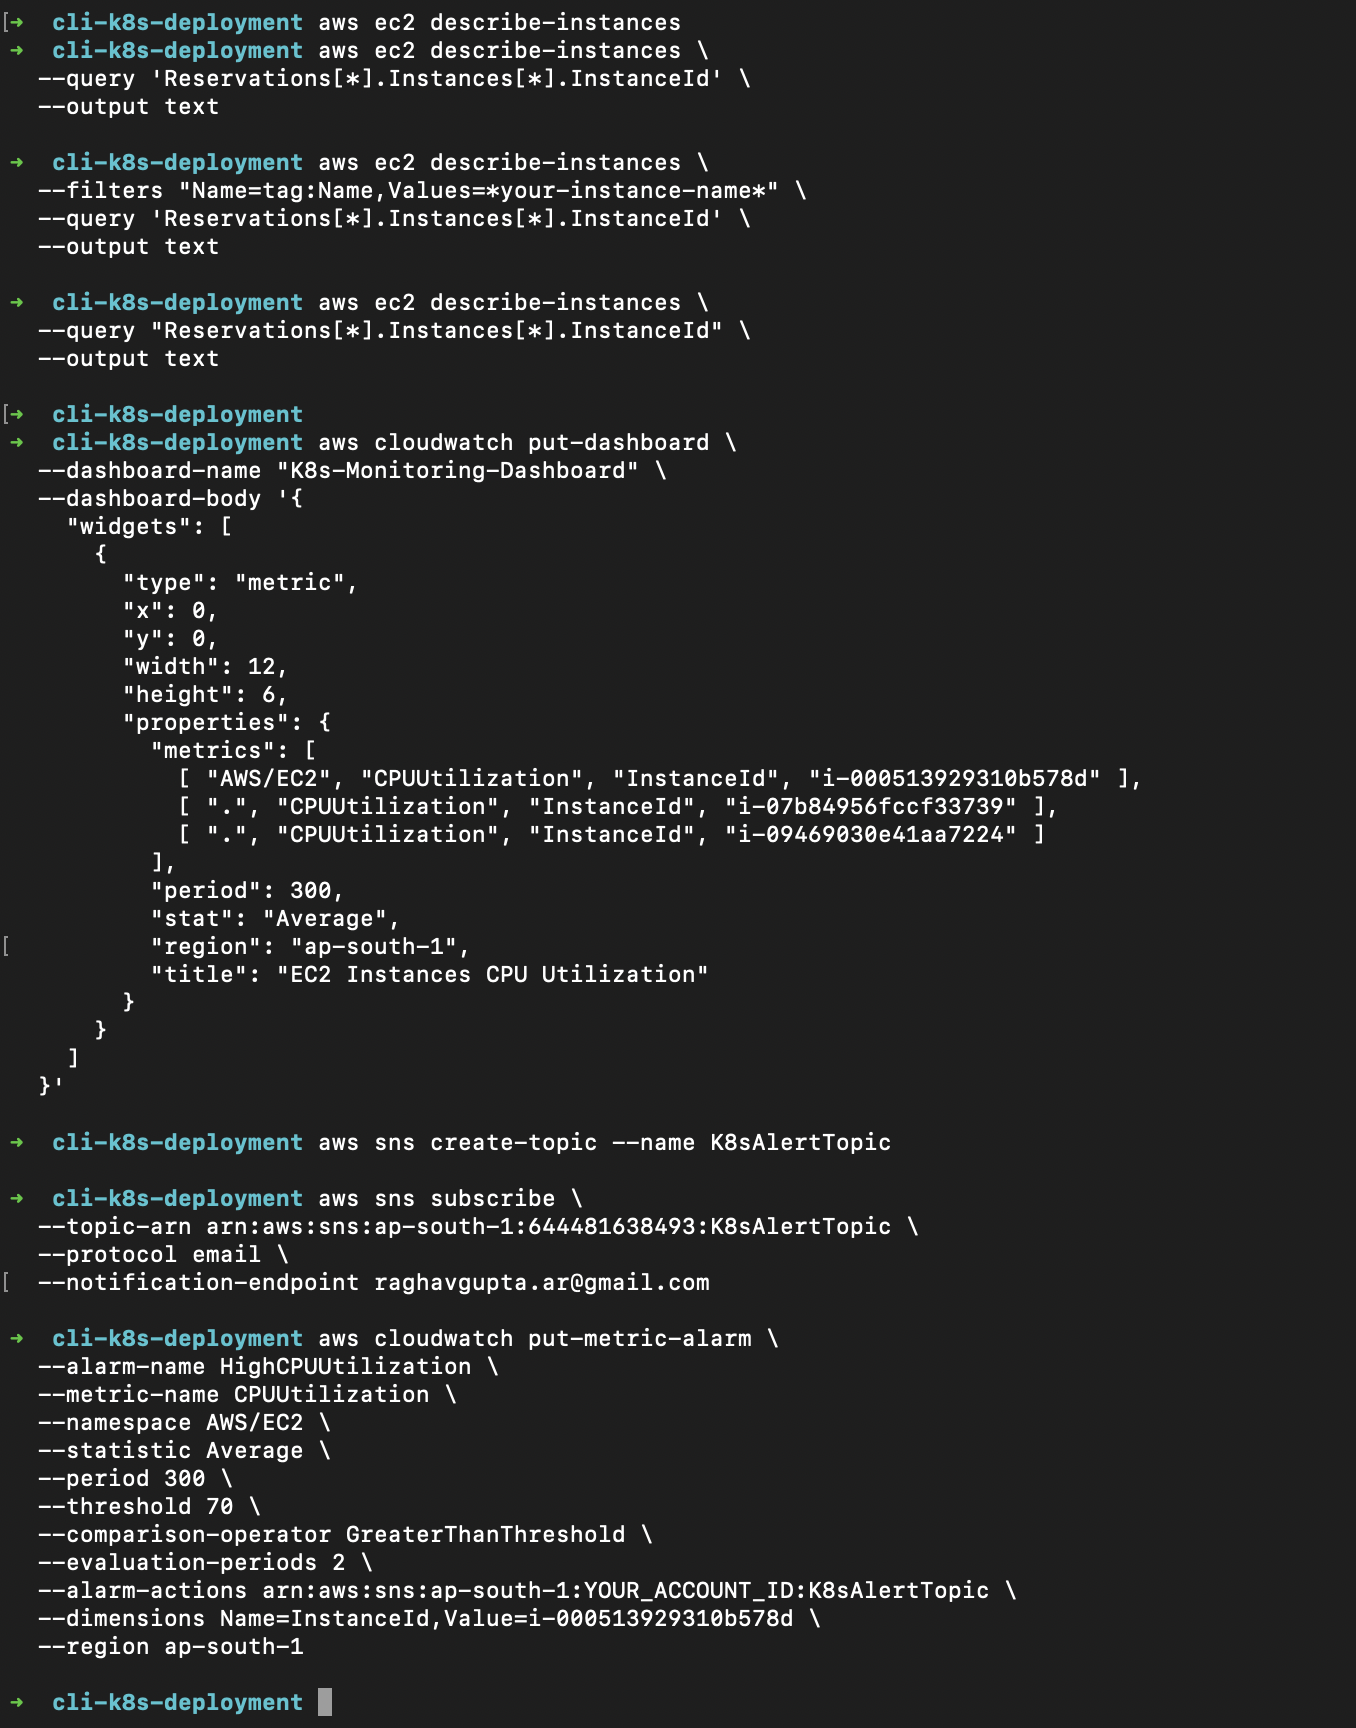 [➜  cli-k8s-deployment aws ec2 describe-instances
➜  cli-k8s-deployment aws ec2 describe-instances \
  --query 'Reservations[*].Instances[*].InstanceId' \
  --output text
➜  cli-k8s-deployment aws ec2 describe-instances \
  --filters "Name=tag:Name,Values=*your-instance-name*" \
  --query 'Reservations[*].Instances[*].InstanceId' \
  --output text
➜  cli-k8s-deployment aws ec2 describe-instances \
  --query "Reservations[*].Instances[*].InstanceId" \
  --output text
[➜  cli-k8s-deployment
➜  cli-k8s-deployment aws cloudwatch put-dashboard \
  --dashboard-name "K8s-Monitoring-Dashboard" \
  --dashboard-body '{
    "widgets": [
      {
        "type": "metric",
        "x": 0,
        "y": 0,
        "width": 12,
        "height": 6,
        "properties": {
          "metrics": [
            [ "AWS/EC2", "CPUUtilization", "InstanceId", "i-000513929310b578d" ],
            [ ".", "CPUUtilization", "InstanceId", "i-07b84956fccf33739" ],
            [ ".", "CPUUtilization", "InstanceId", "i-09469030e41aa7224" ]
          ],
          "period": 300,
          "stat": "Average",
[         "region": "ap-south-1",
          "title": "EC2 Instances CPU Utilization"
        }
      }
    ]
  }'
➜  cli-k8s-deployment aws sns create-topic --name K8sAlertTopic
➜  cli-k8s-deployment aws sns subscribe \
  --topic-arn arn:aws:sns:ap-south-1:644481638493:K8sAlertTopic \
  --protocol email \
[ --notification-endpoint raghavgupta.ar@gmail.com
➜  cli-k8s-deployment aws cloudwatch put-metric-alarm \
  --alarm-name HighCPUUtilization \
  --metric-name CPUUtilization \
  --namespace AWS/EC2 \
  --statistic Average \
  --period 300 \
  --threshold 70 \
  --comparison-operator GreaterThanThreshold \
  --evaluation-periods 2 \
  --alarm-actions arn:aws:sns:ap-south-1:YOUR_ACCOUNT_ID:K8sAlertTopic \
  --dimensions Name=InstanceId,Value=i-000513929310b578d \
  --region ap-south-1
➜  cli-k8s-deployment